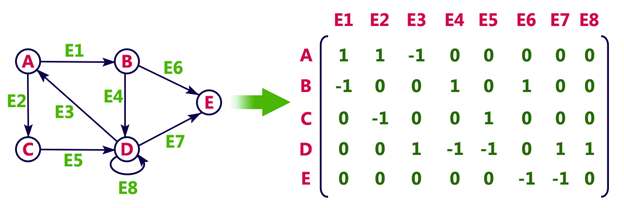 E1 E2 E3 E4 E5 E6 E7 E8
A E1 B E6
A 1 1 -1 0 0 0 0 0
E2 E3 E4 E
B -1 0 0 1 0 1 0 0
C 0 -1 0 0 1 0 0 0
C E5 D E7
D 0 0 1 -1 -1 0 1 1
E8
E 0 0 0 0 0 -1 -1 0